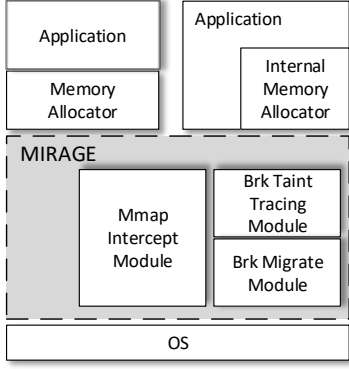 Application
Memory
Allocator
Application
Internal
Memory
Allocator
MIRAGE
Mmap
Intercept
Module
Brk Taint
Tracing
Module
Brk Migrate
Module
OS